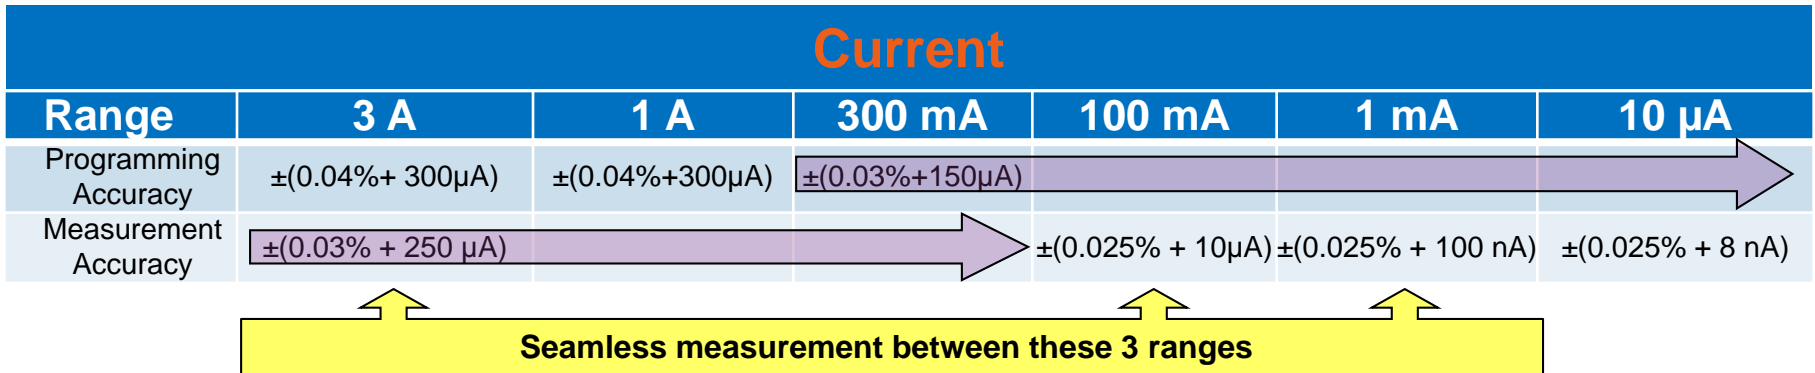 Current
Range 3 A 1 A 300 mA 100 mA 1 mA 10 µA
Programming
Accuracy
±(0.04%+ 300µA) ±(0.04%+300µA) ±(0.03%+150µA)
Measurement
Accuracy
±(0.03% + 250 µA) ±(0.025% + 10µA) ±(0.025% + 100 nA) ±(0.025% + 8 nA)
Seamless measurement between these 3 ranges